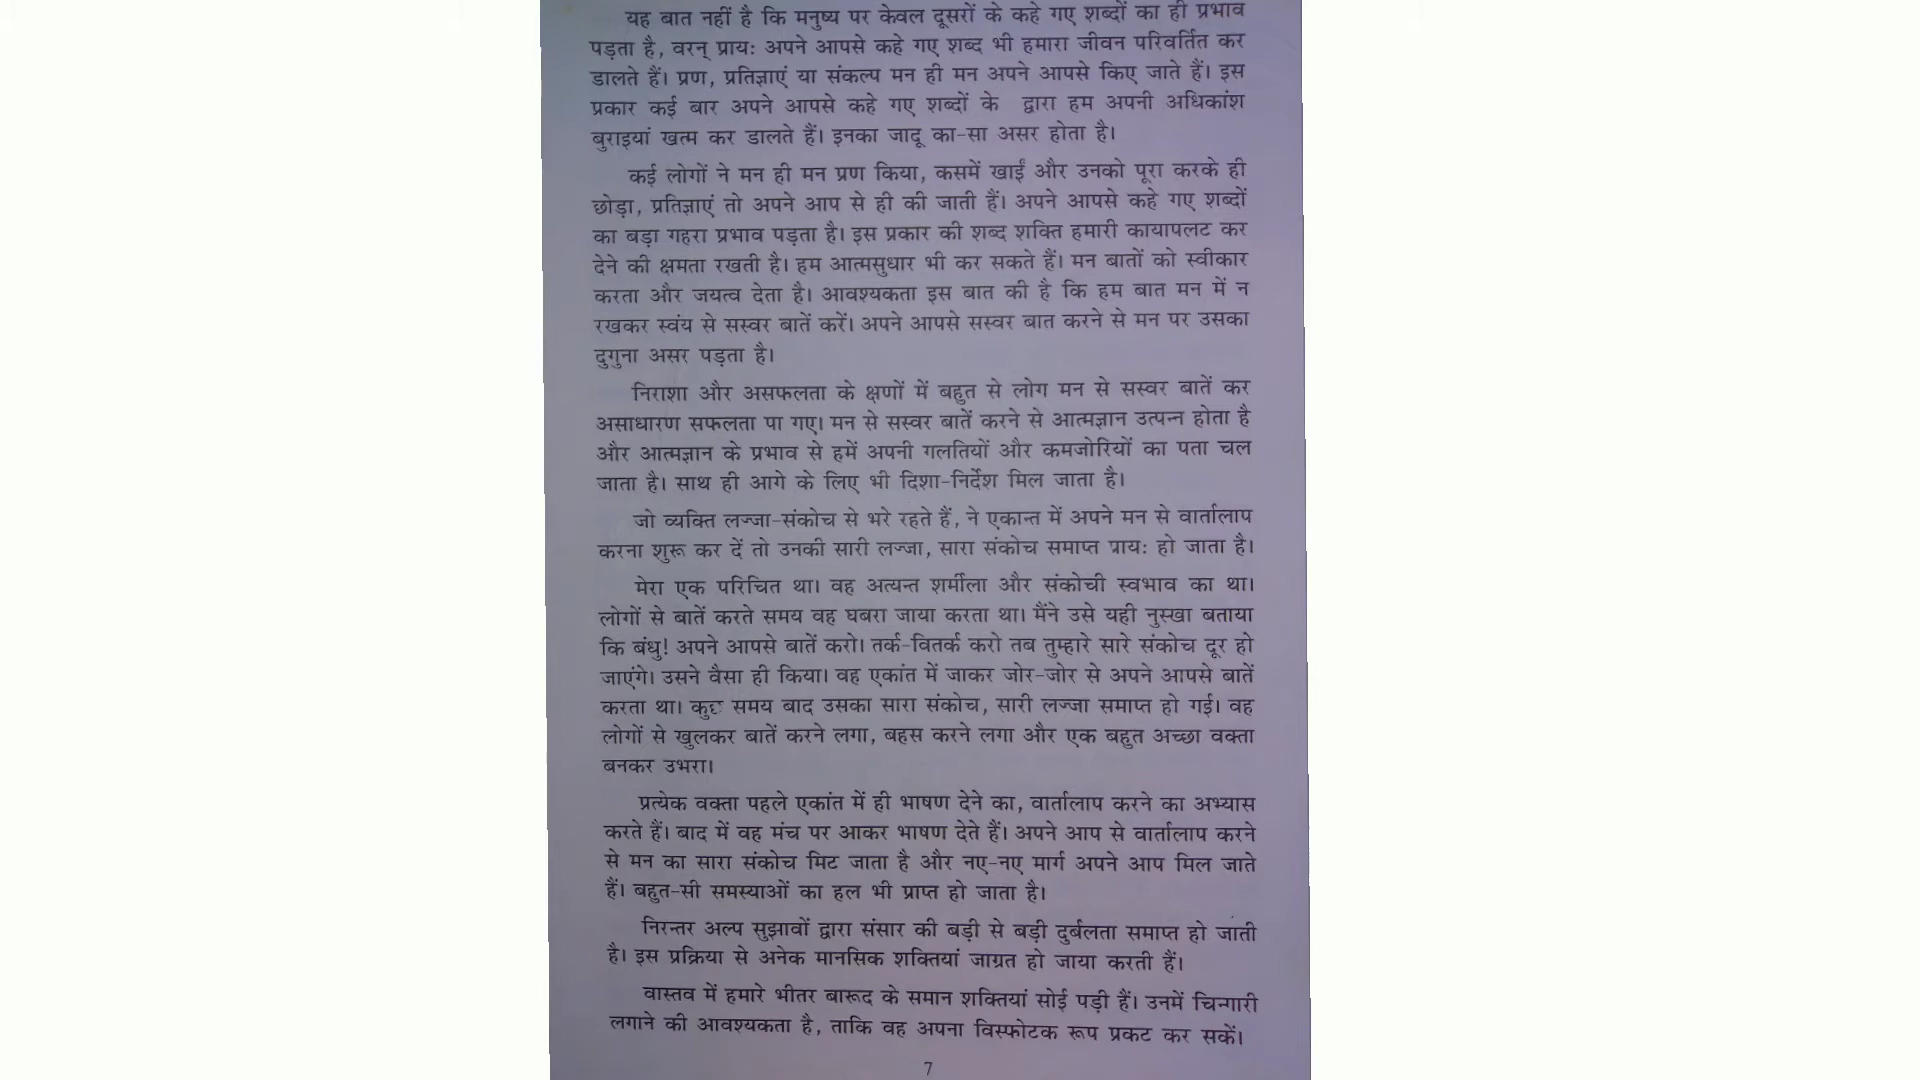 यह बात नहीं है कि मनुष्य पर केवल दूसरों के कहे गए शब्दों का ही प्रभाव
पड़ता है, वरन् प्रायः अपने आपसे कहे गए शब्द भी हमारा जीवन परिवर्तित कर
डालते हैं। प्रण, प्रतिज्ञाएं या संकल्प मन ही मन अपने आपसे किए जाते हैं। इस
प्रकार कई बार अपने आपसे कहे गए शब्दों के द्वारा हम अपनी अधिकांश
बुराइयां खत्म कर डालते हैं। इनका जादू का-सा असर होता है।
कई लोगों ने मन ही मन प्रण किया, कसमें खाईं और उनको पूरा करके ही
छोड़ा, प्रतिज्ञाएं तो अपने आप से ही की जाती हैं। अपने आपसे कहे गए शब्दों
का बड़ा गहरा प्रभाव पड़ता है। इस प्रकार की शब्द शक्ति हमारी कायापलट कर
देने की क्षमता रखती है। हम आत्मसुधार भी कर सकते हैं। मन बातों को स्वीकार
करता और जयत्व देता है। आवश्यकता इस बात की है कि हम बात मन में न
रखकर स्वंय से सस्वर बातें करें। अपने आपसे सस्वर बात करने से मन पर उसका
दुगुना असर पड़ता है।
निराशा और असफलता के क्षणों में बहुत से लोग मन से सस्वर बातें कर
असाधारण सफलता पा गए। मन से सस्वर बातें करने से आत्मज्ञान उत्पन्न होता है
और आत्मज्ञान के प्रभाव से हमें अपनी गलतियों और कमजोरियों का पता चल
जाता है। साथ ही आगे के लिए भी दिशा-निर्देश मिल जाता है।
जो व्यक्ति लज्जा-संकोच से भरे रहते हैं, ने एकान्त में अपने मन से वार्तालाप
करना शुरू कर दें तो उनकी सारी लज्जा, सारा संकोच समाप्त प्रायः हो जाता है।
मेरा एक परिचित था। वह अत्यन्त शर्मीला और संकोची स्वभाव का था।
लोगों से बातें करते समय वह घबरा जाया करता था। मैंने उसे यही नुस्खा बताया
कि बंधु! अपने आपसे बातें करो। तर्क-वितर्क करो तब तुम्हारे सारे संकोच दूर हो
जाएंगे। उसने वैसा ही किया। वह एकांत में जाकर जोर-जोर से अपने आपसे बातें
करता था। कुछ समय बाद उसका सारा संकोच, सारी लज्जा समाप्त हो गई। वह
लोगों से खुलकर बातें करने लगा, बहस करने लगा और एक बहुत अच्छा वक्ता
बनकर उभरा।
प्रत्येक वक्ता पहले एकांत में ही भाषण देने का, वार्तालाप करने का अभ्यास
करते हैं। बाद में वह मंच पर आकर भाषण देते हैं। अपने आप से वार्तालाप करने
से मन का सारा संकोच मिट जाता है और नए-नए मार्ग अपने आप मिल जाते
हैं। बहुत-सी समस्याओं का हल भी प्राप्त हो जाता है।
निरन्तर अल्प सुझावों द्वारा संसार की बड़ी से बड़ी दुर्बलता समाप्त हो जाती
है। इस प्रक्रिया से अनेक मानसिक शक्तियां जाग्रत हो जाया करती हैं।
वास्तव में हमारे भीतर बारूद के समान शक्तियां सोई पड़ी हैं। उनमें चिन्गारी
लगाने की आवश्यकता है, ताकि वह अपना विस्फोटक रूप प्रकट कर सकें।
7